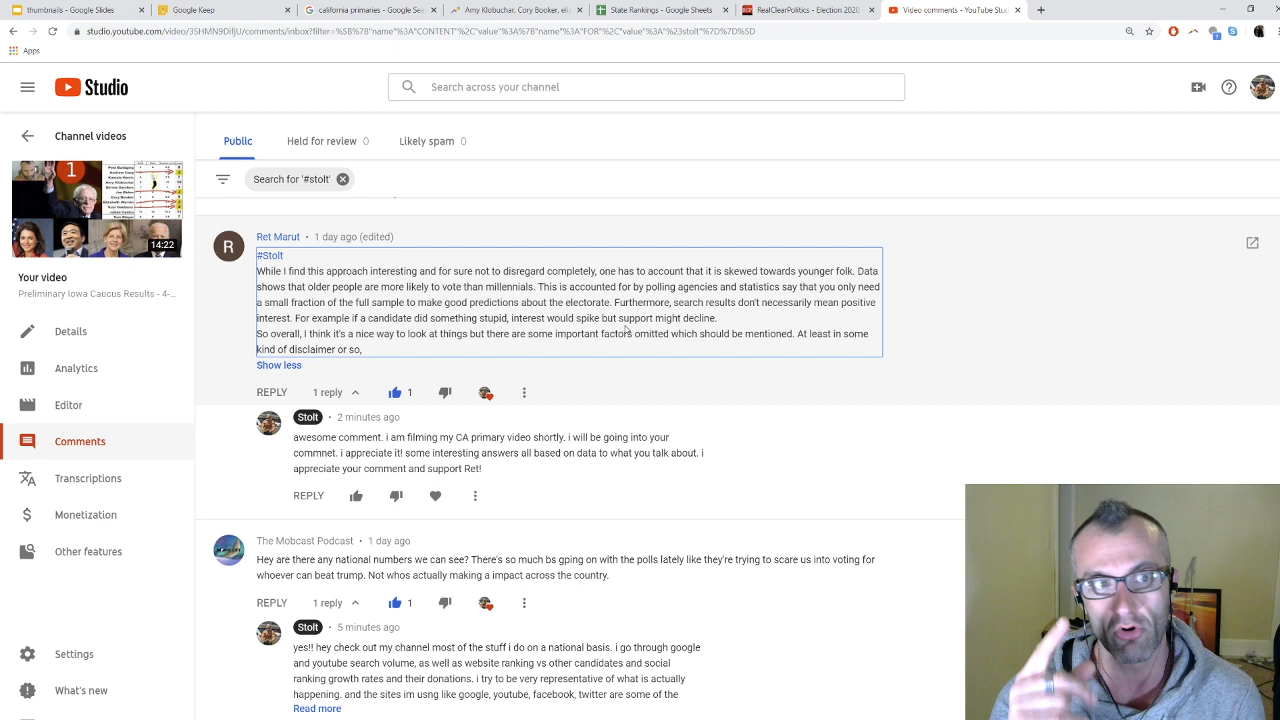 thumbnails - Google Slides
Google Keep
california primaries - Google Sea
Amy Klobuchar, Cory Booker, eliz
State Rankings - Google Sheets
RealClearPolitics - Election 2020
Video comments - YouTube Studi
studio.youtube.com/video/35HMN9DifjU/comments/inbox?filter=%5B%7B"name"%3A"CONTENT"%2C"value"%3A%7B"name"%3A"FOR"%2C"value"%3A"%23stolt"%7D%7D%5D
Apps
Studio
Search across your channel
Channel videos
Public
Held for review 0
Likely spam 0
Search for '#stolt'
1
14:22
Your video
Preliminary Iowa Caucus Results -...
Details
Analytics
Editor
Comments
Transcriptions
Monetization
Other features
Settings
What's new
R
Ret Marut • 1 day ago (edited)
#Stolt
While I find this approach interesting and for sure not to disregard completely, one has to account that it is skewed towards younger folk. Data
shows that older people are more likely to vote than millennials. This is accounted for by polling agencies and statistics say that you only need
a small fraction of the full sample to make good predictions about the electorate. Furthermore, search results don't necessarily mean positive
interest. For example if a candidate did something stupid, interest would spike but support might decline.
So overall, I think it's a nice way to look at things but there are some important factors omitted which should be mentioned. At least in some
kind of disclaimer or so,
Show less
REPLY 1 reply 1
Stolt • 2 minutes ago
awesome comment. i am filming my CA primary video shortly. i will be going into your
commnet. i appreciate it! some interesting answers all based on data to what you talk about. i
appreciate your comment and support Ret!
REPLY
The Mobcast Podcast • 1 day ago
Hey are there any national numbers we can see? There's so much bs gping on with the polls lately like they're trying to scare us into voting for
whoever can beat trump. Not whos actually making a impact across the country.
REPLY 1 reply 1
Stolt • 5 minutes ago
yes!! hey check out my channel most of the stuff i do on a national basis. i go through google
and youtube search volume, as well as website ranking vs other candidates and social
ranking growth rates and their donations. i try to be very representative of what is actually
happening. and the sites im usng like google, youtube, facebook, twitter are some of the
Read more